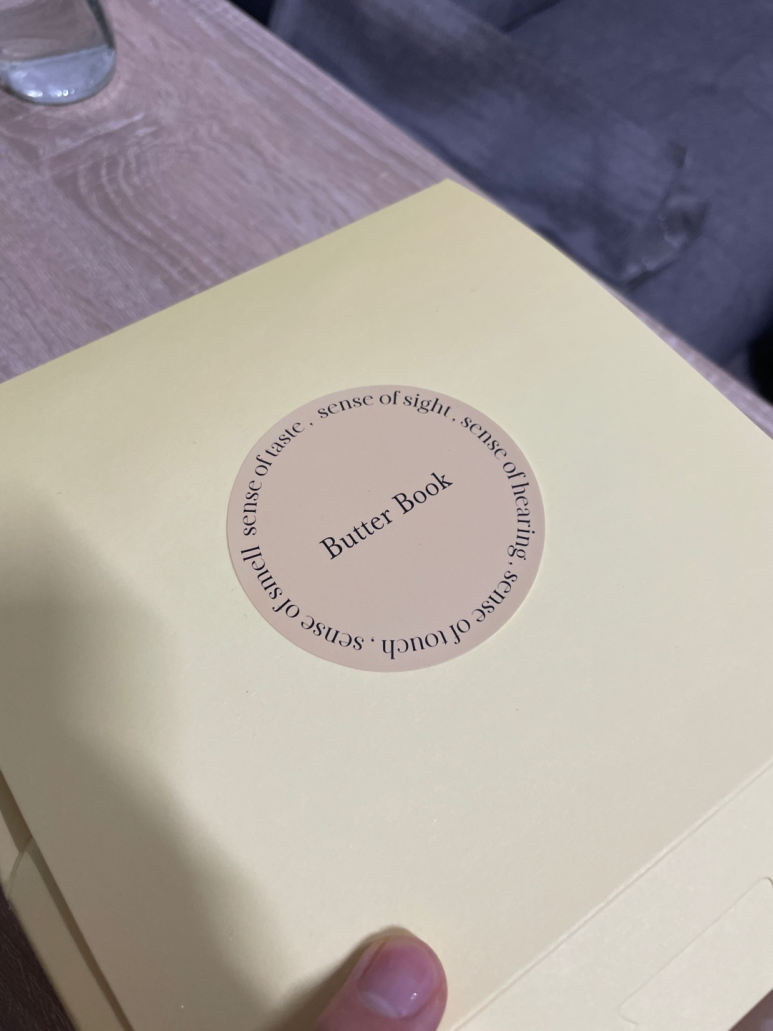 sense of taste , sense of sight , sense of hearing , sense of touch , sense of smell
Butter Book